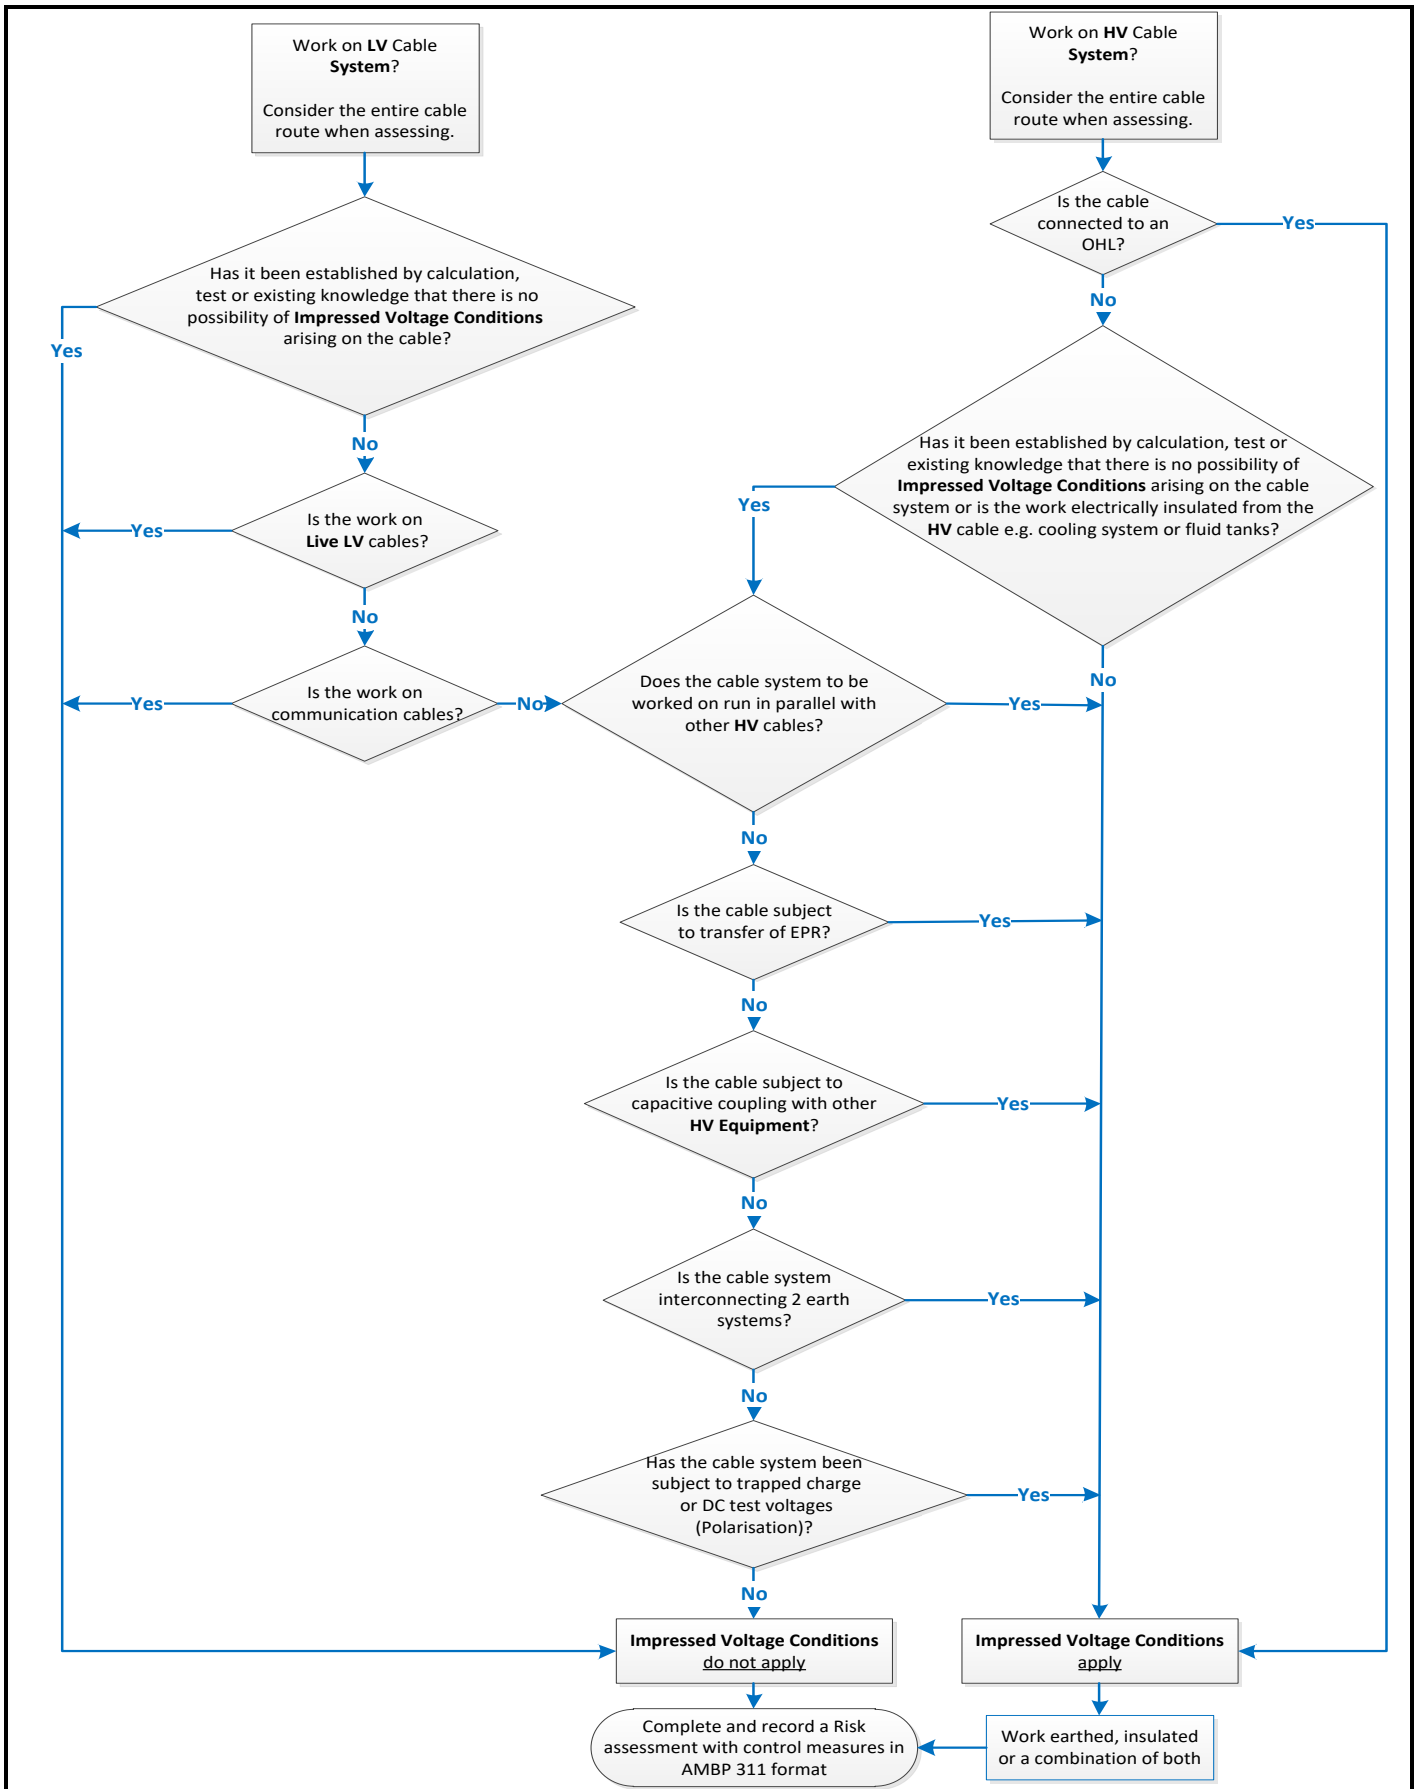 Work on LV Cable
System?
Consider the entire cable
route when assessing.
Work on HV Cable
System?
Consider the entire cable
route when assessing.
Is the cable
connected to an
OHL?
Yes
No
Has it been established by calculation,
test or existing knowledge that there is no
possibility of Impressed Voltage Conditions
arising on the cable?
Yes
No
Has it been established by calculation, test or
existing knowledge that there is no possibility of
Impressed Voltage Conditions arising on the cable
system or is the work electrically insulated from the
HV cable e.g. cooling system or fluid tanks?
Yes
No
Is the work on
Live LV cables?
Yes
No
Is the work on
communication cables?
Yes
No
Does the cable system to be
worked on run in parallel with
other HV cables?
Yes
No
Is the cable subject
to transfer of EPR?
Yes
No
Is the cable subject to
capacitive coupling with other
HV Equipment?
Yes
No
Is the cable system
interconnecting 2 earth
systems?
Yes
No
Has the cable system been
subject to trapped charge
or DC test voltages
(Polarisation)?
Yes
No
Impressed Voltage Conditions
do not apply
Impressed Voltage Conditions
apply
Complete and record a Risk
assessment with control measures in
AMBP 311 format
Work earthed, insulated
or a combination of both